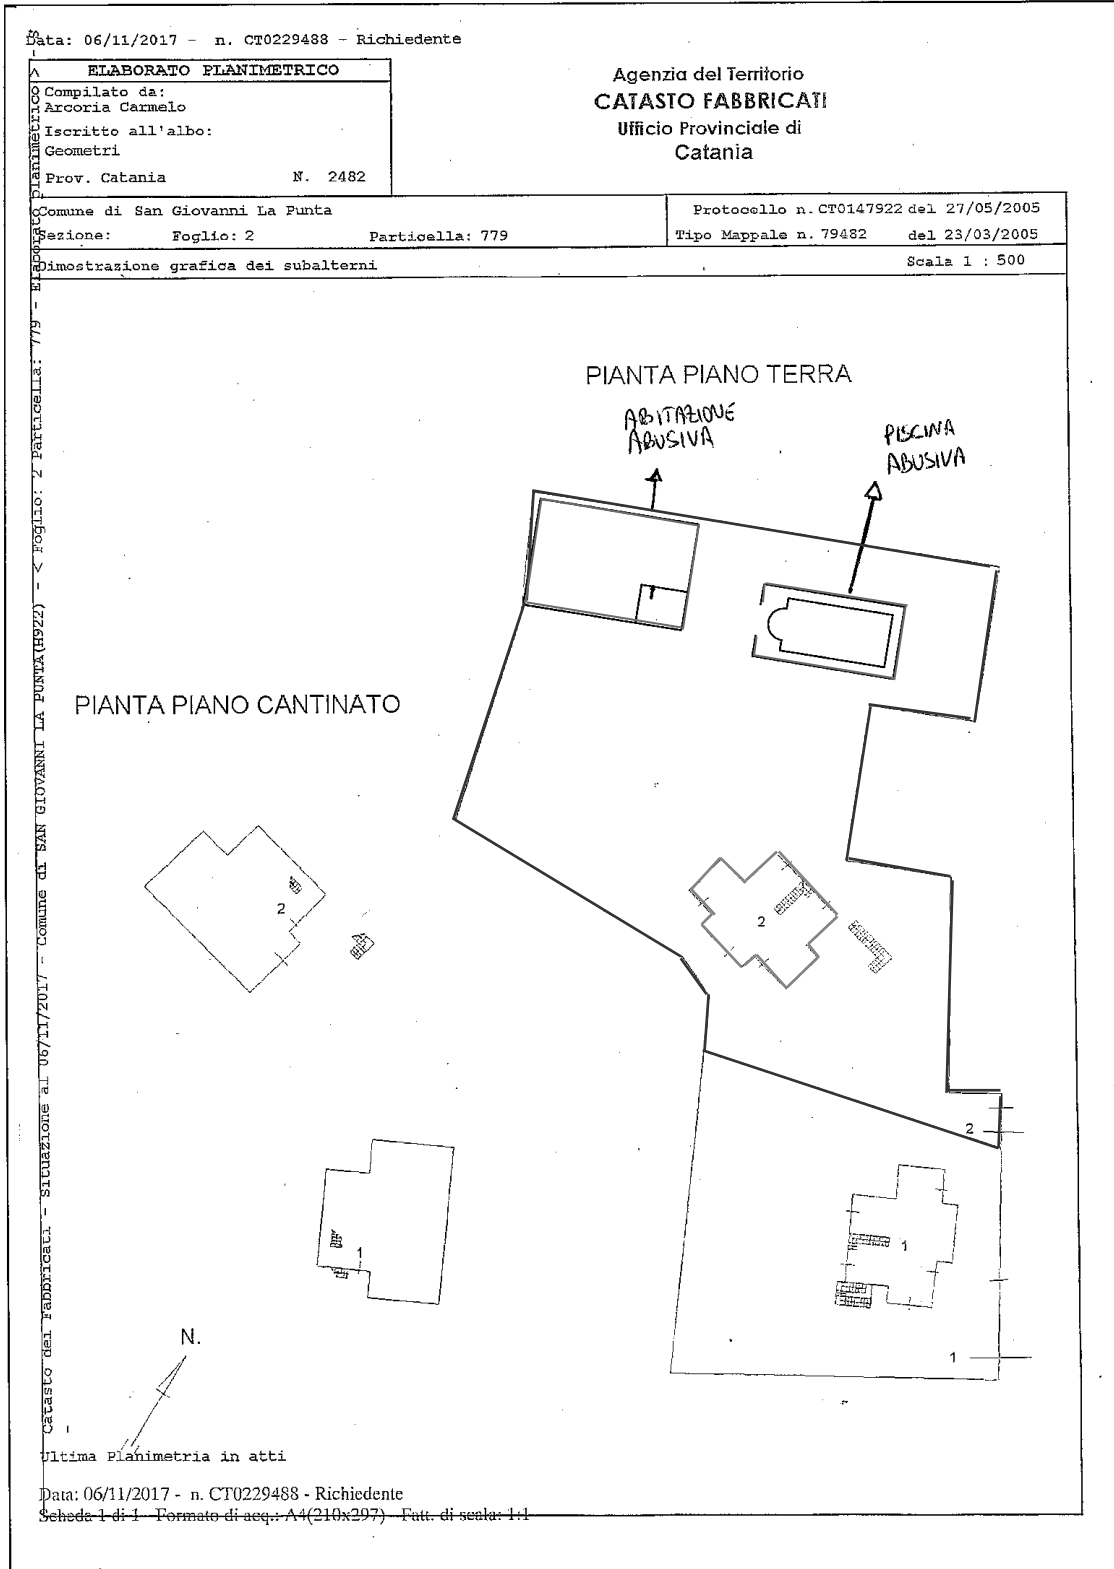 Data: 06/11/2017 - n. CT0229488 - Richiedente
ELABORATO PLANIMETRICO
Compilato da:
Arcoria Carmelo
Iscritto all'albo:
Geometri
Prov. Catania N. 2482
Agenzia del Territorio
CATASTO FABBRICATI
Ufficio Provinciale di
Catania
Comune di San Giovanni La Punta
Sezione: Foglio: 2 Particella: 779
Protocollo n. CT0147922 del 27/05/2005
Tipo Mappale n. 79482 del 23/03/2005
Dimostrazione grafica dei subalterni
Scala 1 : 500
PIANTA PIANO TERRA
ABITAZIONE
ABUSIVA
PISCINA
ABUSIVA
PIANTA PIANO CANTINATO
2
2
2
1
1
1
N.
Catasto dei Fabbricati - Situazione al 06/11/2017 - Comune di SAN GIOVANNI LA PUNTA(H922) - < Foglio: 2 Particella: 779 - Elaborato planimetrico >
Ultima Planimetria in atti
Data: 06/11/2017 - n. CT0229488 - Richiedente
Scheda 1 di 1 - Formato di acq.: A4(210x297) - Fatt. di scala: 1:1